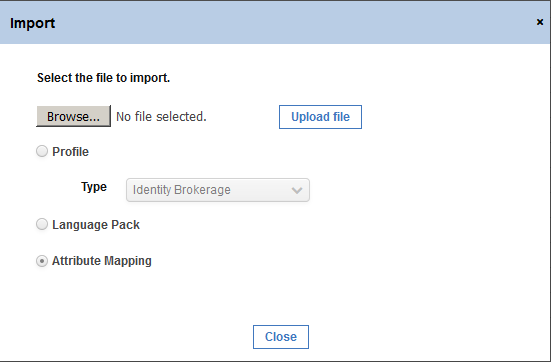 Import ×
Select the file to import.
Browse... No file selected. Upload file
Profile
Type Identity Brokerage
Language Pack
Attribute Mapping
Close